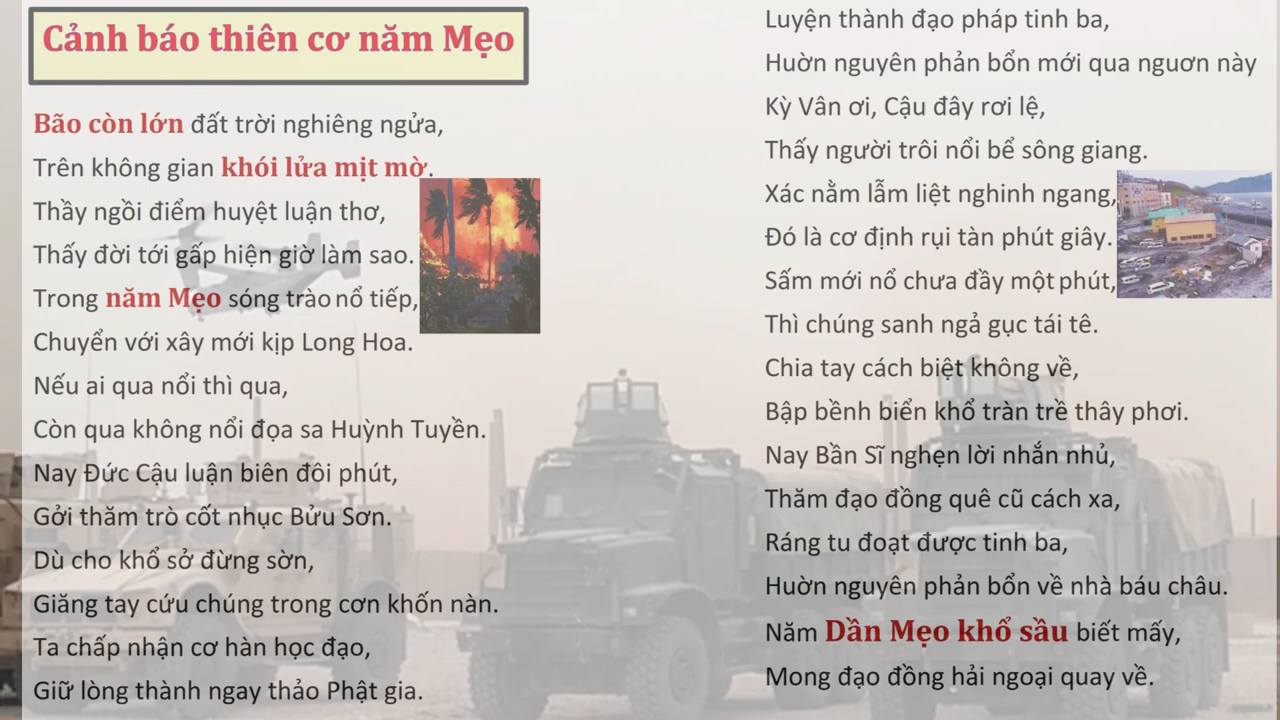 Cảnh báo thiên cơ năm Mẹo
Bão còn lớn đất trời nghiêng ngửa,
Trên không gian khói lửa mịt mờ.
Thầy ngồi điểm huyệt luận thơ,
Thấy đời tới gấp hiện giờ làm sao.
Trong năm Mẹo sóng trào nổ tiếp,
Chuyển với xây mới kịp Long Hoa.
Nếu ai qua nổi thì qua,
Còn qua không nổi đọa sa Huỳnh Tuyền.
Nay Đức Cậu luận biên đôi phút,
Gởi thăm trò cốt nhục Bửu Sơn.
Dù cho khổ sở đừng sờn,
Giăng tay cứu chúng trong cơn khốn nàn.
Ta chấp nhận cơ hàn học đạo,
Giữ lòng thành ngay thảo Phật gia.
Luyện thành đạo pháp tinh ba,
Huờn nguyên phản bổn mới qua nguơn này
Kỳ Vân ơi, Cậu đây rơi lệ,
Thấy người trôi nổi bể sông giang.
Xác nằm lẫm liệt nghinh ngang,
Đó là cơ định rụi tàn phút giây.
Sấm mới nổ chưa đầy một phút,
Thì chúng sanh ngả gục tái tê.
Chia tay cách biệt không về,
Bập bềnh biển khổ tràn trề thây phơi.
Nay Bần Sĩ nghẹn lời nhắn nhủ,
Thăm đạo đồng quê cũ cách xa,
Ráng tu đoạt được tinh ba,
Huờn nguyên phản bổn về nhà báu châu.
Năm Dần Mẹo khổ sầu biết mấy,
Mong đạo đồng hải ngoại quay về.